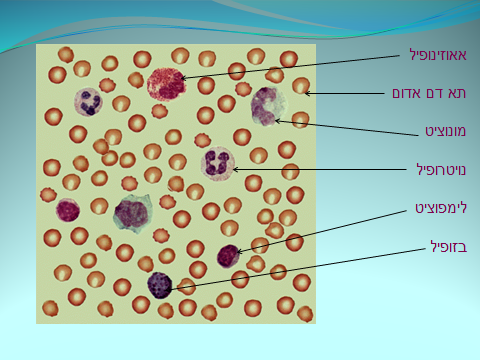 אאוזינופיל
תא דם אדום
מונוציט
נויטרופיל
לימפוציט
בזופיל